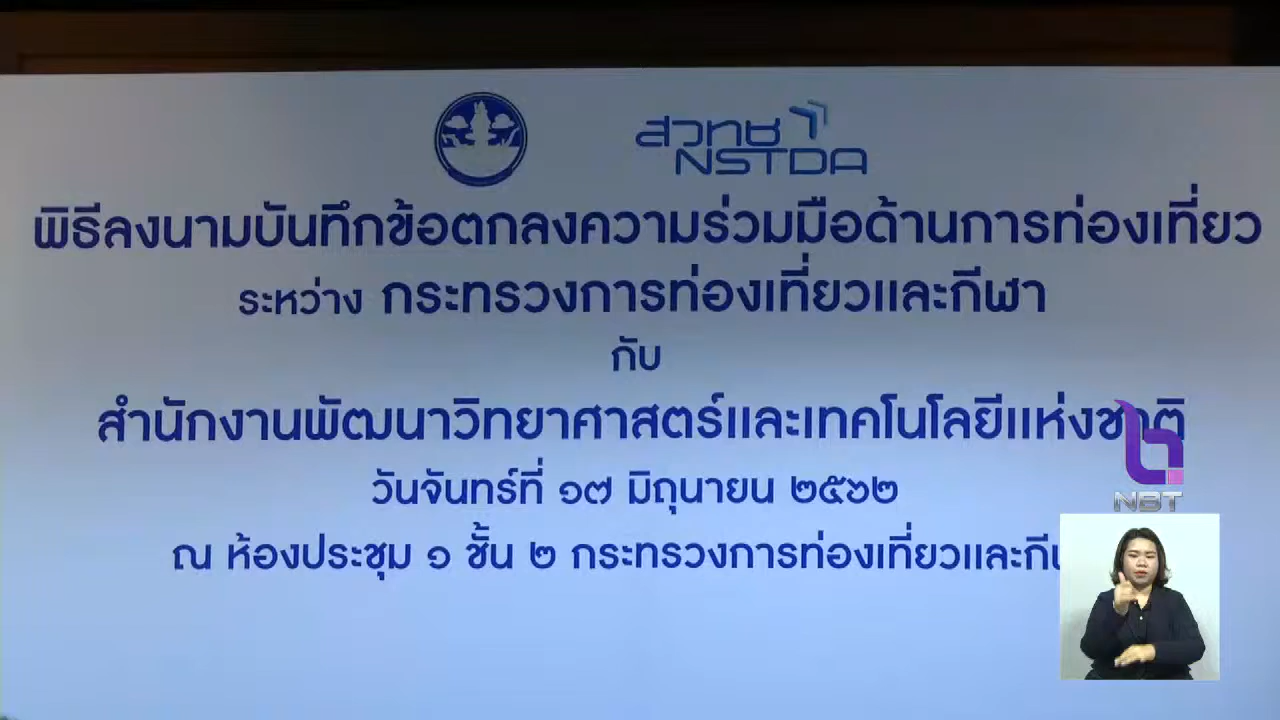 สวทช
NSTDA
พิธีลงนามบันทึกข้อตกลงความร่วมมือด้านการท่องเที่ยว
ระหว่าง กระทรวงการท่องเที่ยวและกีฬา
กับ
สำนักงานพัฒนาวิทยาศาสตร์และเทคโนโลยีแห่งชาติ
วันจันทร์ที่ ๑๗ มิถุนายน ๒๕๖๒
ณ ห้องประชุม ๑ ชั้น ๒ กระทรวงการท่องเที่ยวและ
NBT